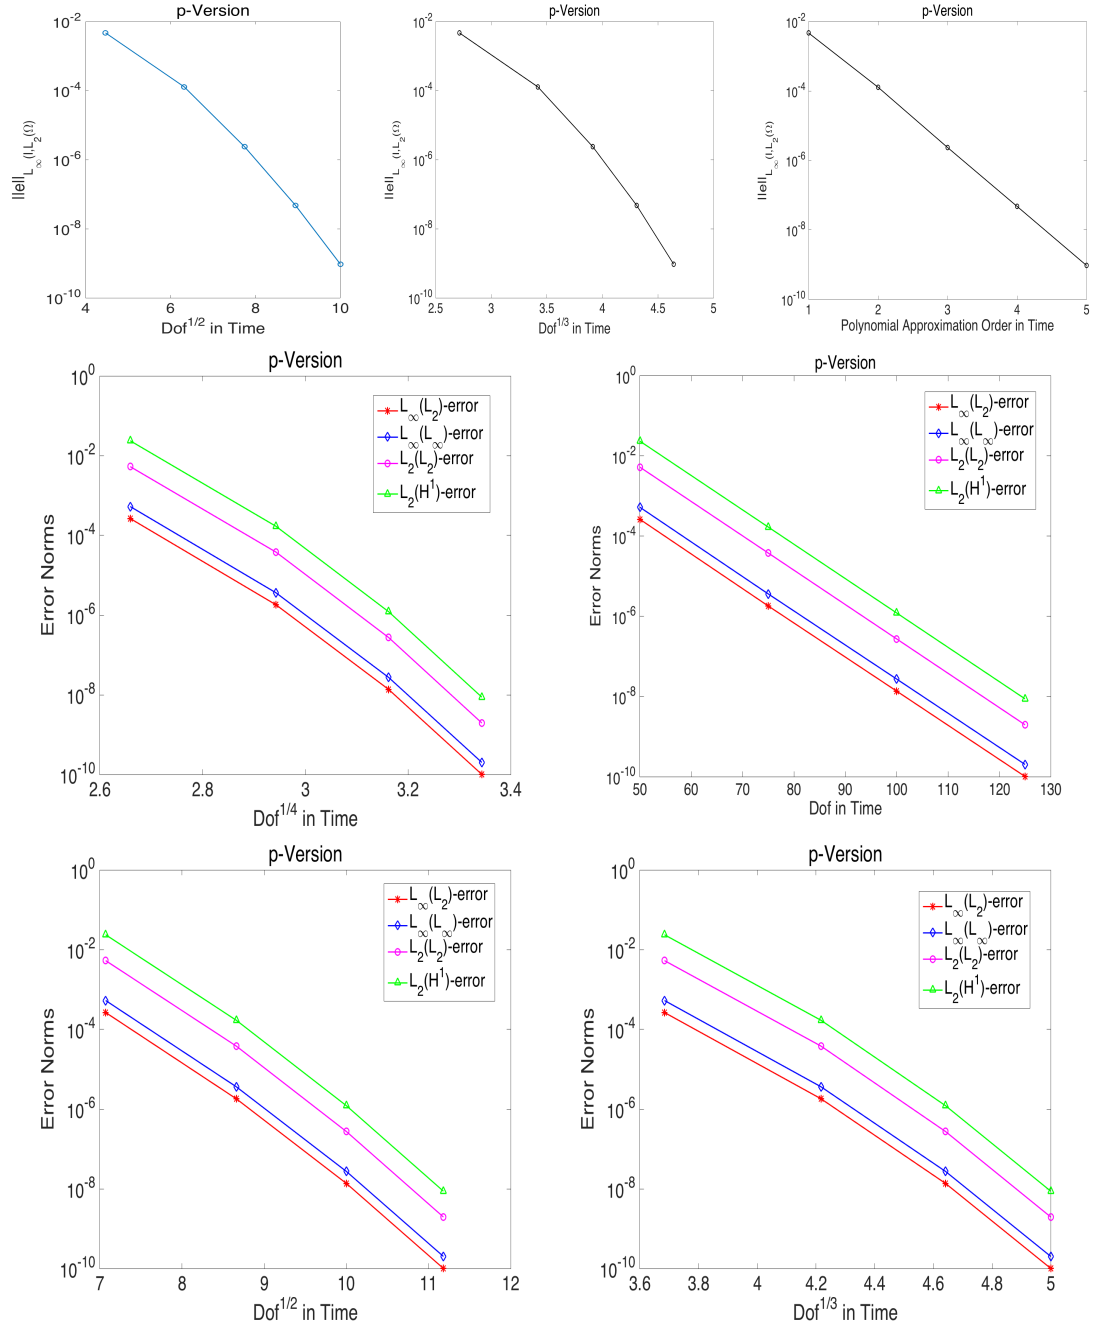 p-Version
||e||L∞(I,L2(Ω)
10^-2
10^-4
10^-6
10^-8
10^-10
4 6 8 10
Dof^1/2 in Time
p-Version
||e||L∞(I,L2(Ω)
10^-2
10^-4
10^-6
10^-8
10^-10
2.5 3 3.5 4 4.5 5
Dof^1/3 in Time
p-Version
||e||L∞(I,L2(Ω)
10^-2
10^-4
10^-6
10^-8
10^-10
1 2 3 4 5
Polynomial Approximation Order in Time
p-Version
Error Norms
10^0
10^-2
10^-4
10^-6
10^-8
10^-10
L∞(L2)-error
L∞(L∞)-error
L2(L2)-error
L2(H^1)-error
2.6 2.8 3 3.2 3.4
Dof^1/4 in Time
p-Version
Error Norms
10^0
10^-2
10^-4
10^-6
10^-8
10^-10
L∞(L2)-error
L∞(L∞)-error
L2(L2)-error
L2(H^1)-error
50 60 70 80 90 100 110 120 130
Dof in Time
p-Version
Error Norms
10^0
10^-2
10^-4
10^-6
10^-8
10^-10
L∞(L2)-error
L∞(L∞)-error
L2(L2)-error
L2(H^1)-error
7 8 9 10 11 12
Dof^1/2 in Time
p-Version
Error Norms
10^0
10^-2
10^-4
10^-6
10^-8
10^-10
L∞(L2)-error
L∞(L∞)-error
L2(L2)-error
L2(H^1)-error
3.6 3.8 4 4.2 4.4 4.6 4.8 5
Dof^1/3 in Time